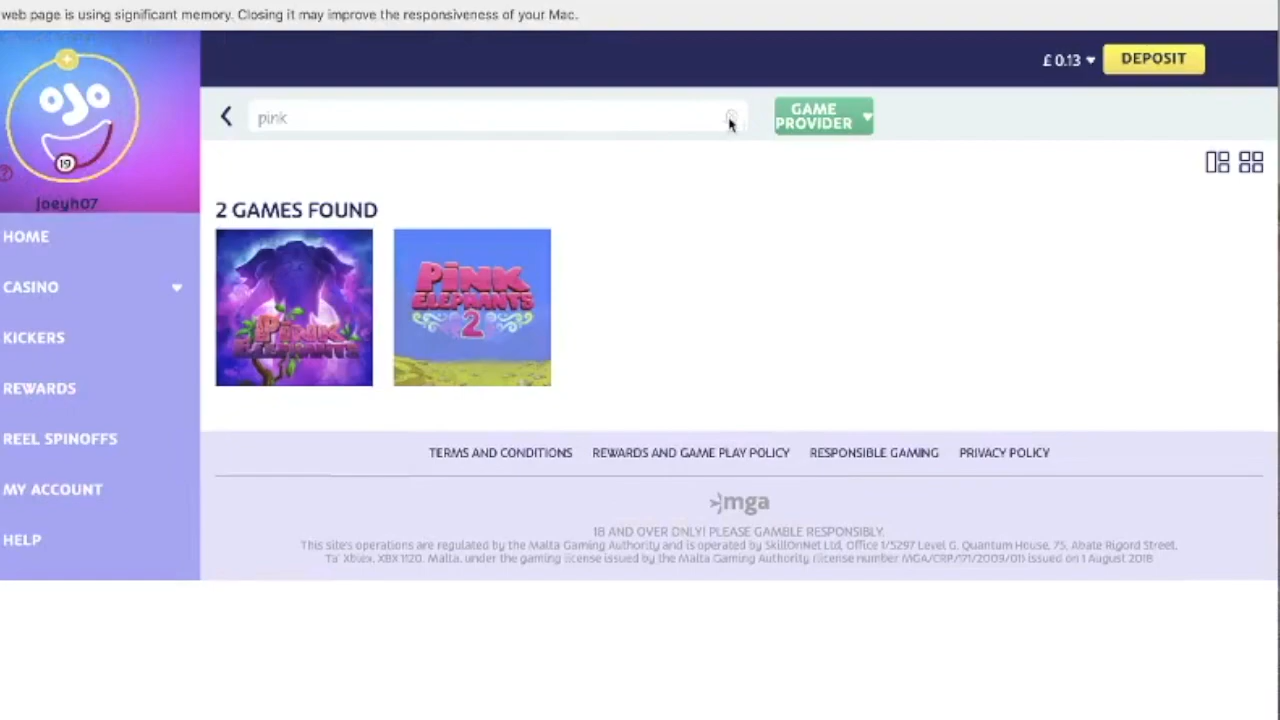 web page is using significant memory. Closing it may improve the responsiveness of your Mac.
£ 0.13
DEPOSIT
OJO
19
joeyh07
pink
GAME
PROVIDER
HOME
CASINO
KICKERS
REWARDS
REEL SPINOFFS
MY ACCOUNT
HELP
2 GAMES FOUND
PINK
ELEPHANTS
PINK
ELEPHANTS
2
TERMS AND CONDITIONS REWARDS AND GAME PLAY POLICY RESPONSIBLE GAMING PRIVACY POLICY
mga
18 AND OVER ONLY! PLEASE GAMBLE RESPONSIBLY.
This site's operations are regulated by the Malta Gaming Authority and is operated by SkillOnNet Ltd, Office 1/5297 Level G, Quantum House, 75, Abate Rigord Street,
Ta' Xbiex, XBX 1120, Malta, under the gaming license issued by the Malta Gaming Authority (license number MGA/CRP/171/2009/01) issued on 1 August 2018